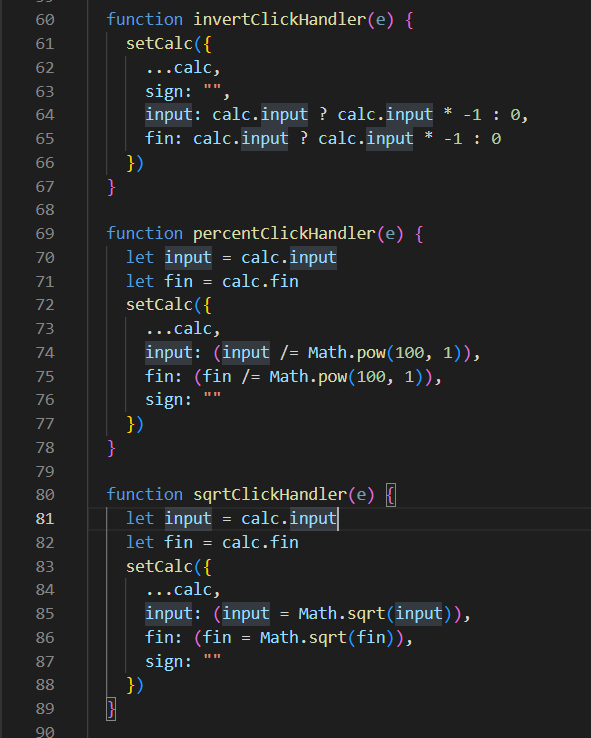 60 function invertClickHandler(e) {
61 setCalc({
62 ...calc,
63 sign: "",
64 input: calc.input ? calc.input * -1 : 0,
65 fin: calc.input ? calc.input * -1 : 0
66 })
67 }
68
69 function percentClickHandler(e) {
70 let input = calc.input
71 let fin = calc.fin
72 setCalc({
73 ...calc,
74 input: (input /= Math.pow(100, 1)),
75 fin: (fin /= Math.pow(100, 1)),
76 sign: ""
77 })
78 }
79
80 function sqrtClickHandler(e) {
81 let input = calc.input
82 let fin = calc.fin
83 setCalc({
84 ...calc,
85 input: (input = Math.sqrt(input)),
86 fin: (fin = Math.sqrt(fin)),
87 sign: ""
88 })
89 }
90